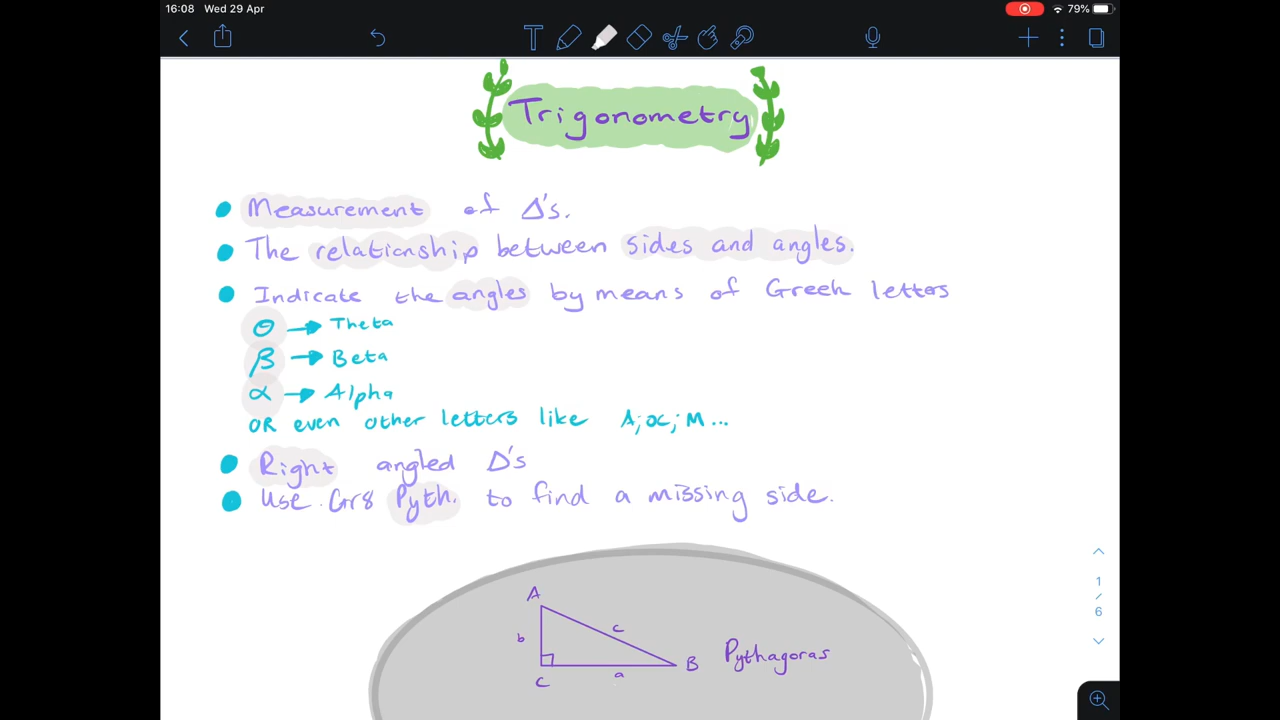 16:08 Wed 29 Apr 79%
Trigonometry
Measurement of Δ's.
The relationship between sides and angles.
Indicate the angles by means of Greek letters
θ → Theta
β → Beta
α → Alpha
OR even other letters like A; x; M...
Right angled Δ's
Use Gr8 Pyth. to find a missing side.
A
b c
C a B Pythagoras
1
/
6